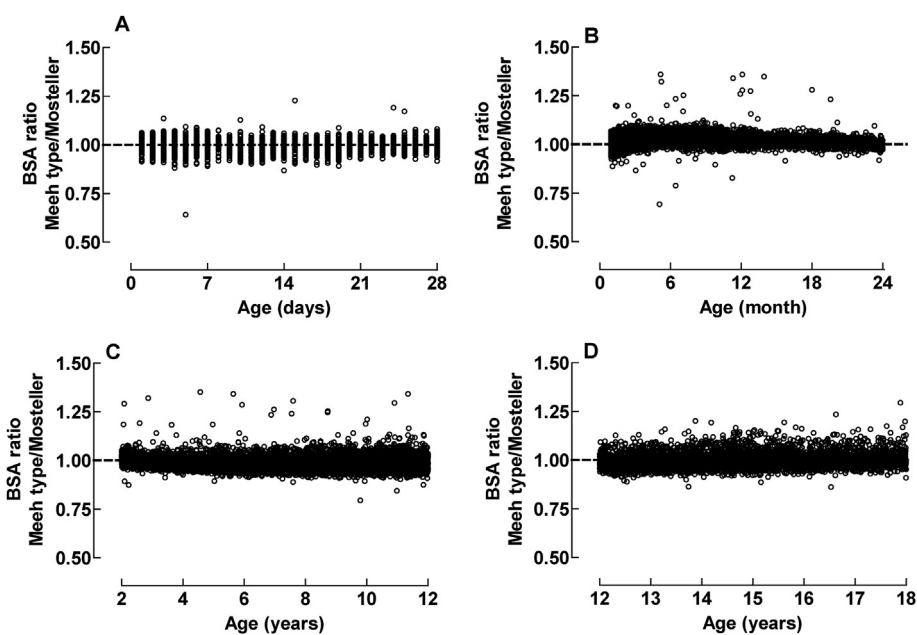 A
1.50
1.25
1.00
0.75
0.50
BSA ratio
Meeh type/Mosteller
0 7 14 21 28
Age (days)
B
1.50
1.25
1.00
0.75
0.50
BSA ratio
Meeh type/Mosteller
0 6 12 18 24
Age (month)
C
1.50
1.25
1.00
0.75
0.50
BSA ratio
Meeh type/Mosteller
2 4 6 8 10 12
Age (years)
D
1.50
1.25
1.00
0.75
0.50
BSA ratio
Meeh type/Mosteller
12 13 14 15 16 17 18
Age (years)